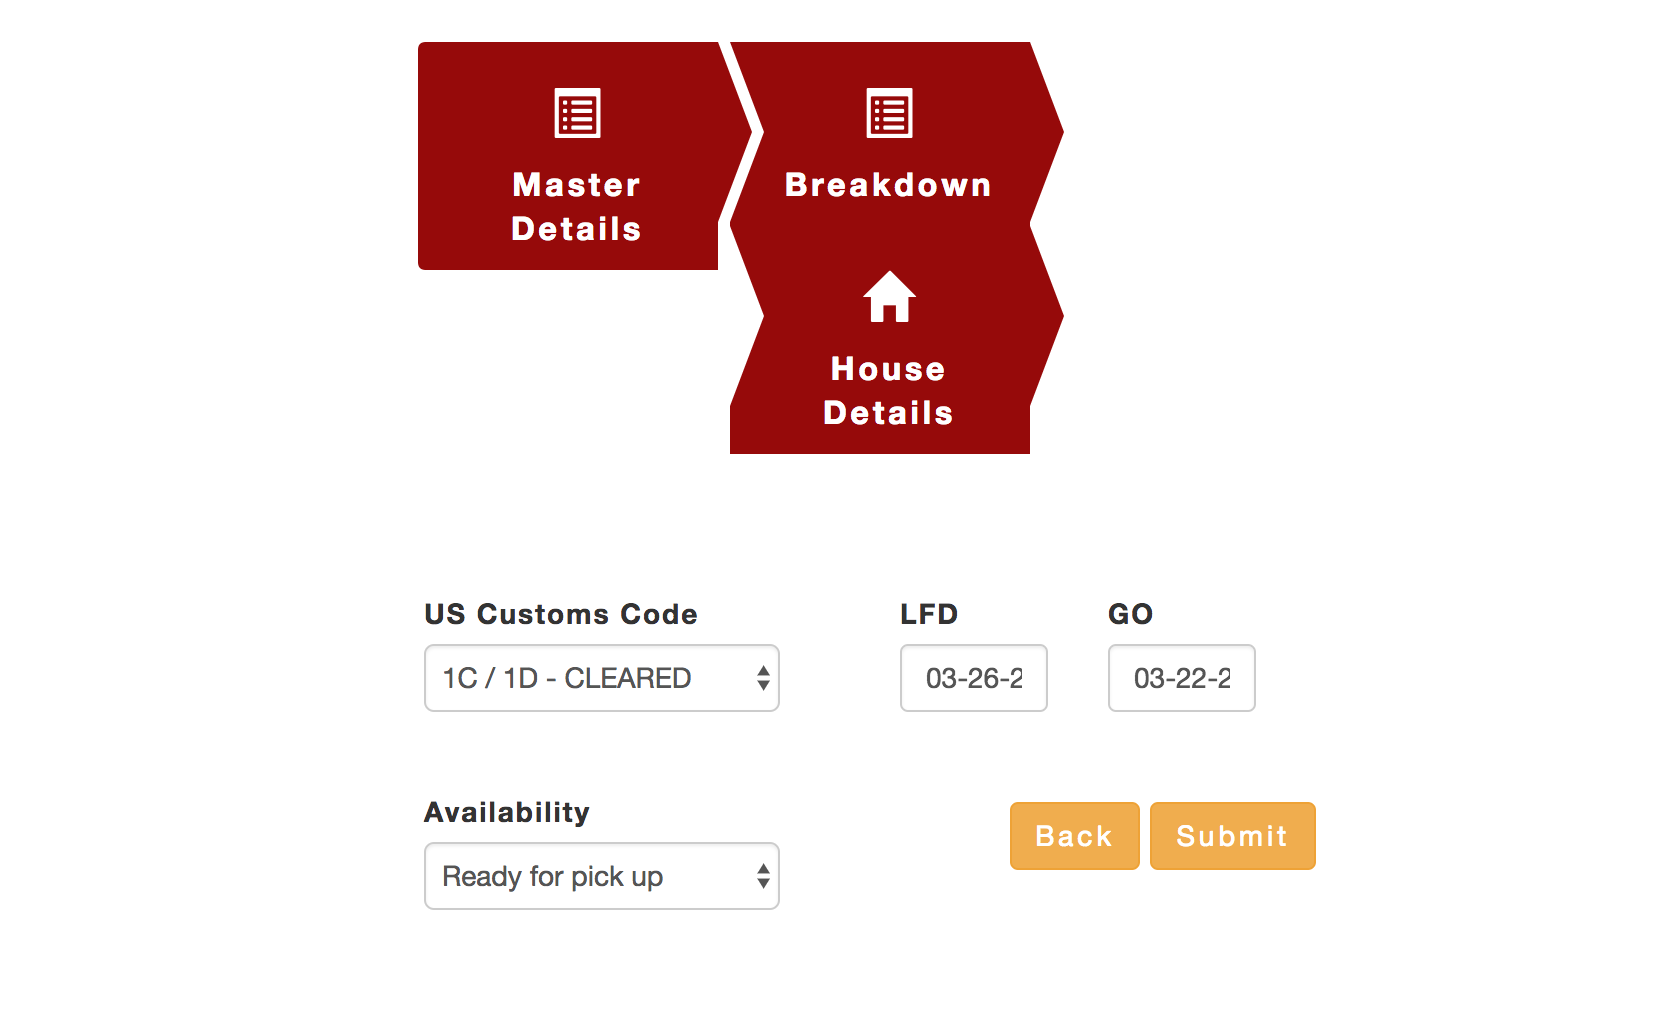 Master
Details
Breakdown
House
Details
US Customs Code
LFD
GO
1C / 1D - CLEARED
03-26-2
03-22-2
Availability
Ready for pick up
Back
Submit